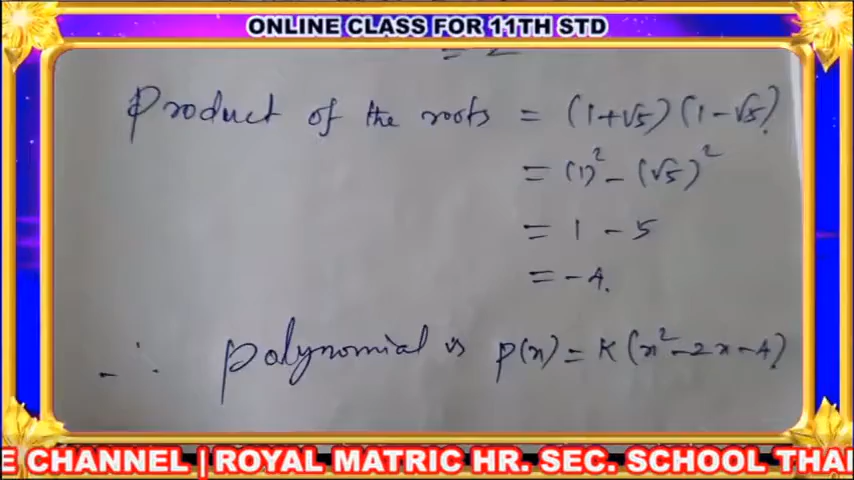 ONLINE CLASS FOR 11TH STD
= 2
Product of the roots = (1+√5) (1-√5).
= (1)² - (√5)²
= 1 - 5
= -4.
∴ polynomial is p(x) = K(x² - 2x - 4).
E CHANNEL | ROYAL MATRIC HR. SEC. SCHOOL THA